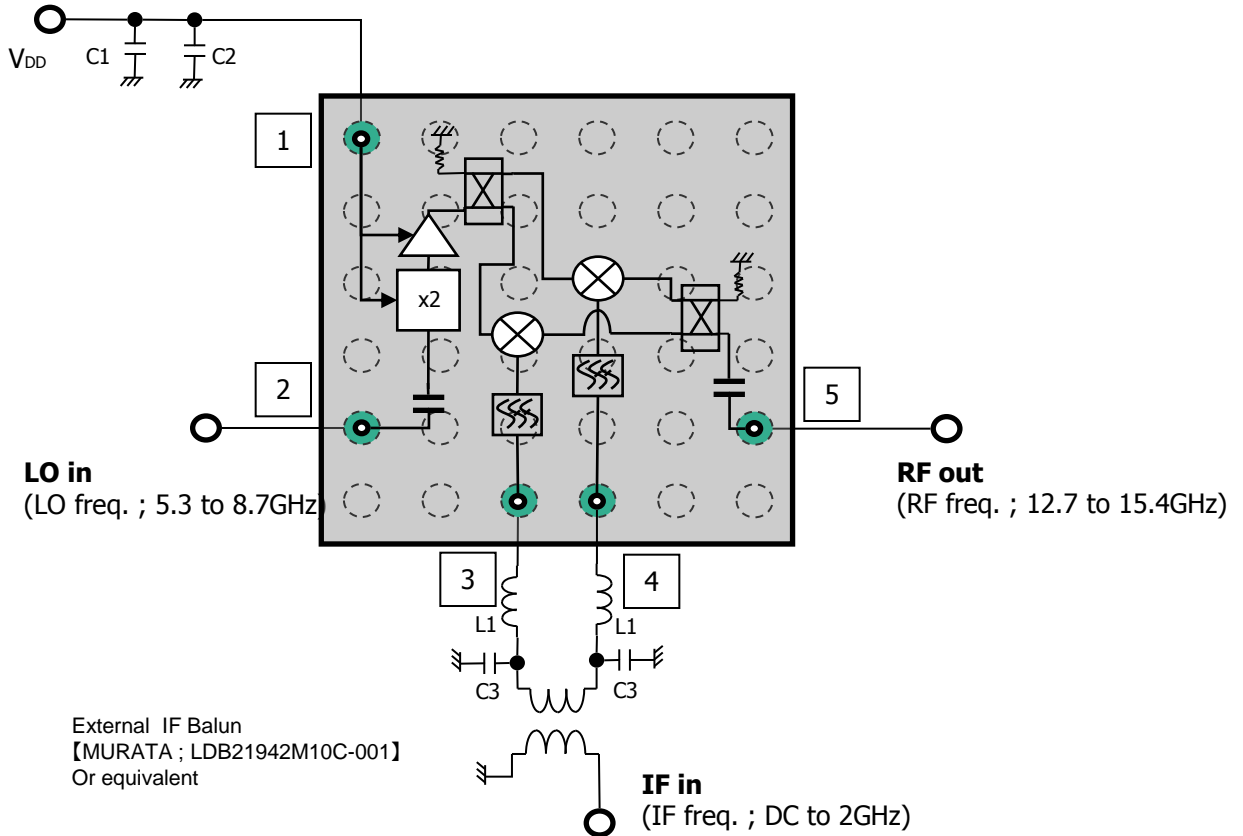 VDD
C1
C2
1
x2
2
5
LO in
(LO freq. ; 5.3 to 8.7GHz)
RF out
(RF freq. ; 12.7 to 15.4GHz)
3
4
L1
L1
C3
C3
External IF Balun
【MURATA ; LDB21942M10C-001】
Or equivalent
IF in
(IF freq. ; DC to 2GHz)